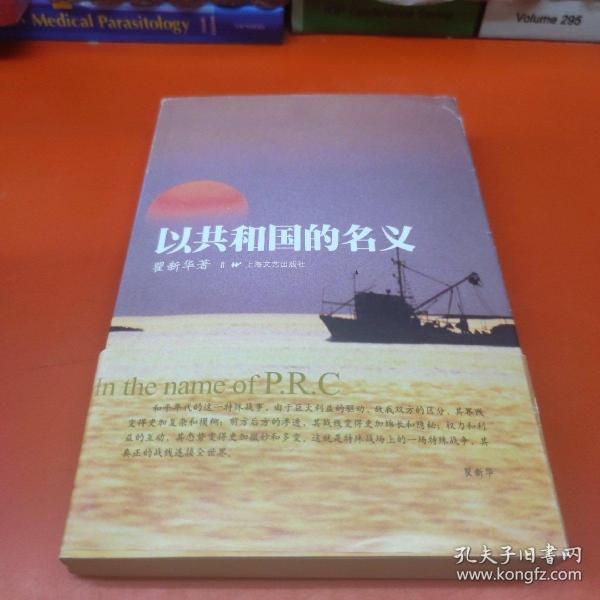 Medical Parasitology
Volume 295
以共和国的名义
瞿新华著
上海文艺出版社
In the name of P.R.C
和平年代的这一特殊战争，由于巨大利益的驱动，敌我双方的区分，其界线
变得更加复杂和模糊；前方后方的渗透，其战线变得更加绵长和隐秘；权力和利
益的互动，其态势变得更加微妙和多变。这就是特殊战场上的一场特殊战争，其
真正的战线连接全世界。
瞿新华
孔夫子旧书网
www.kongfz.com